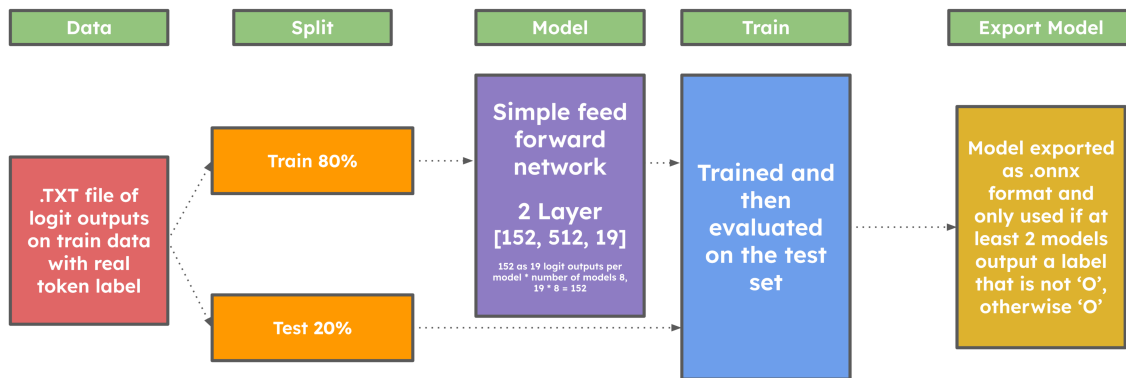 Data
Split
Model
Train
Export Model
.TXT file of
logit outputs
on train data
with real
token label
Train 80%
Test 20%
Simple feed
forward
network
2 Layer
[152, 512, 19]
152 as 19 logit outputs per
model * number of models 8,
19 * 8 = 152
Trained and
then
evaluated
on the test
set
Model exported
as .onnx
format and
only used if at
least 2 models
output a label
that is not ‘O’,
otherwise ‘O’